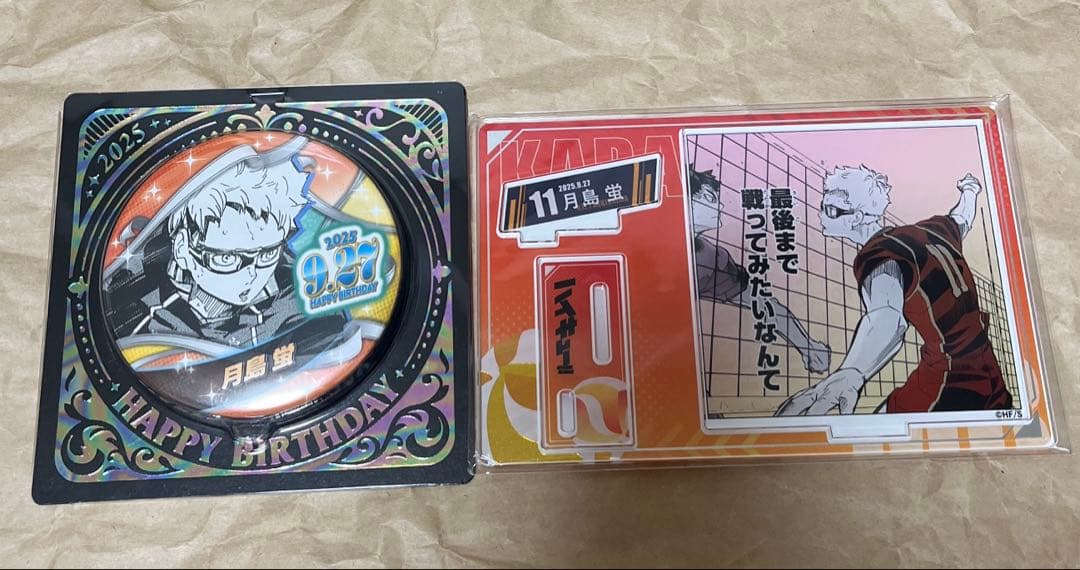 2025
2025
9.27
HAPPY BIRTHDAY
月島 蛍
HAPPY BIRTHDAY
KARA
11
2025.9.27
月島 蛍
ハイキュー!!
最後まで
戦ってみたいなんて
©HF/S